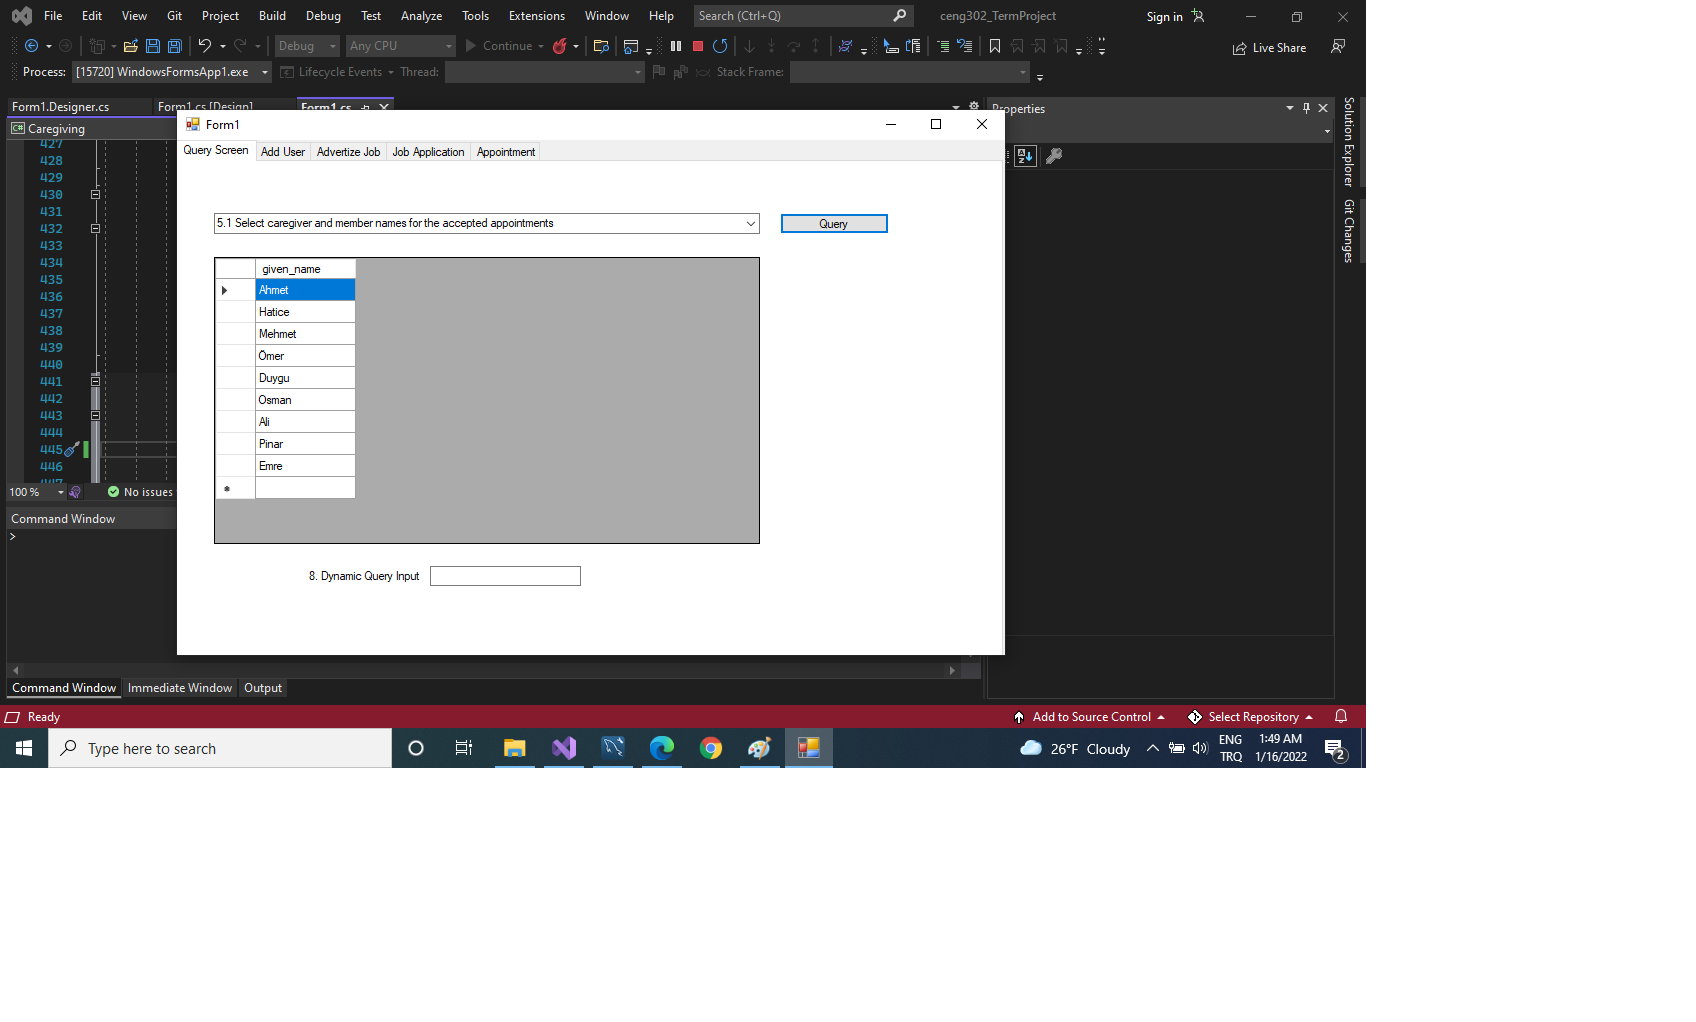 File Edit View Git Project Build Debug Test Analyze Tools Extensions Window Help Search (Ctrl+Q) ceng302_TermProject Sign in
Debug Any CPU Continue Live Share
Process: [15720] WindowsFormsApp1.exe Lifecycle Events Thread: Stack Frame:
Form1.Designer.cs Form1.cs [Design] Form1.cs Properties
Caregiving
Form1
Query Screen Add User Advertize Job Job Application Appointment
5.1 Select caregiver and member names for the accepted appointments Query
given_name
Ahmet
Hatice
Mehmet
Ömer
Duygu
Osman
Ali
Pinar
Emre
8. Dynamic Query Input
427
428
429
430
431
432
433
434
435
436
437
438
439
440
441
442
443
444
445
446
447
100 % No issues
Command Window
>
Solution Explorer
Git Changes
Command Window Immediate Window Output
Ready Add to Source Control Select Repository
Type here to search 26°F Cloudy ENG 1:49 AM
TRQ 1/16/2022 2